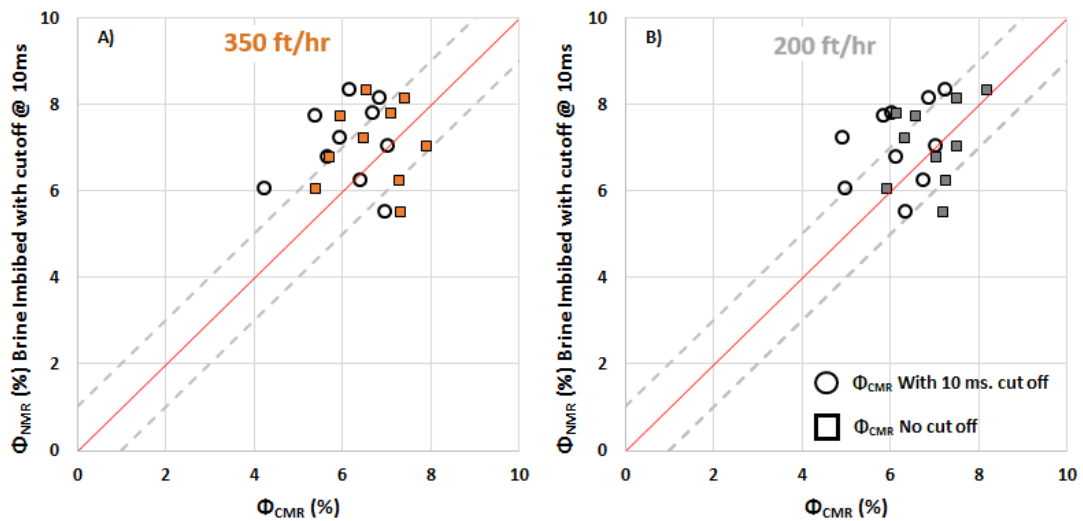 A)
350 ft/hr
ΦNMR (%) Brine Imbibed with cutoff @ 10ms
10
8
6
4
2
0
0 2 4 6 8 10
ΦCMR (%)
B)
200 ft/hr
ΦNMR (%) Brine Imbibed with cutoff @ 10ms
10
8
6
4
2
0
ΦCMR With 10 ms. cut off
ΦCMR No cut off
0 2 4 6 8 10
ΦCMR (%)